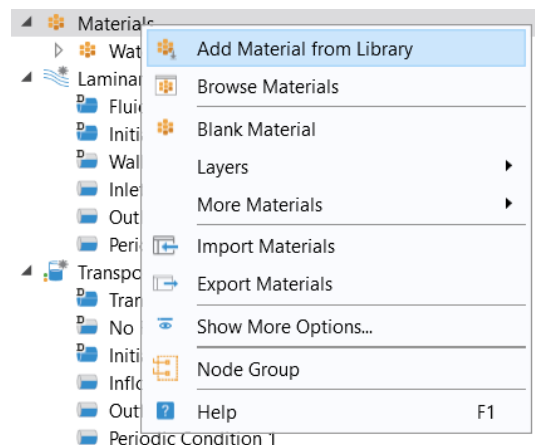 Materials
Wat
Add Material from Library
Laminar
Browse Materials
Flui
Initi
Blank Material
Wal
Layers
Inle
Out
More Materials
Peri
Import Materials
Transpo
Export Materials
Tran
No
Show More Options...
Initi
Inflo
Node Group
Out
Help F1
Periodic Condition 1